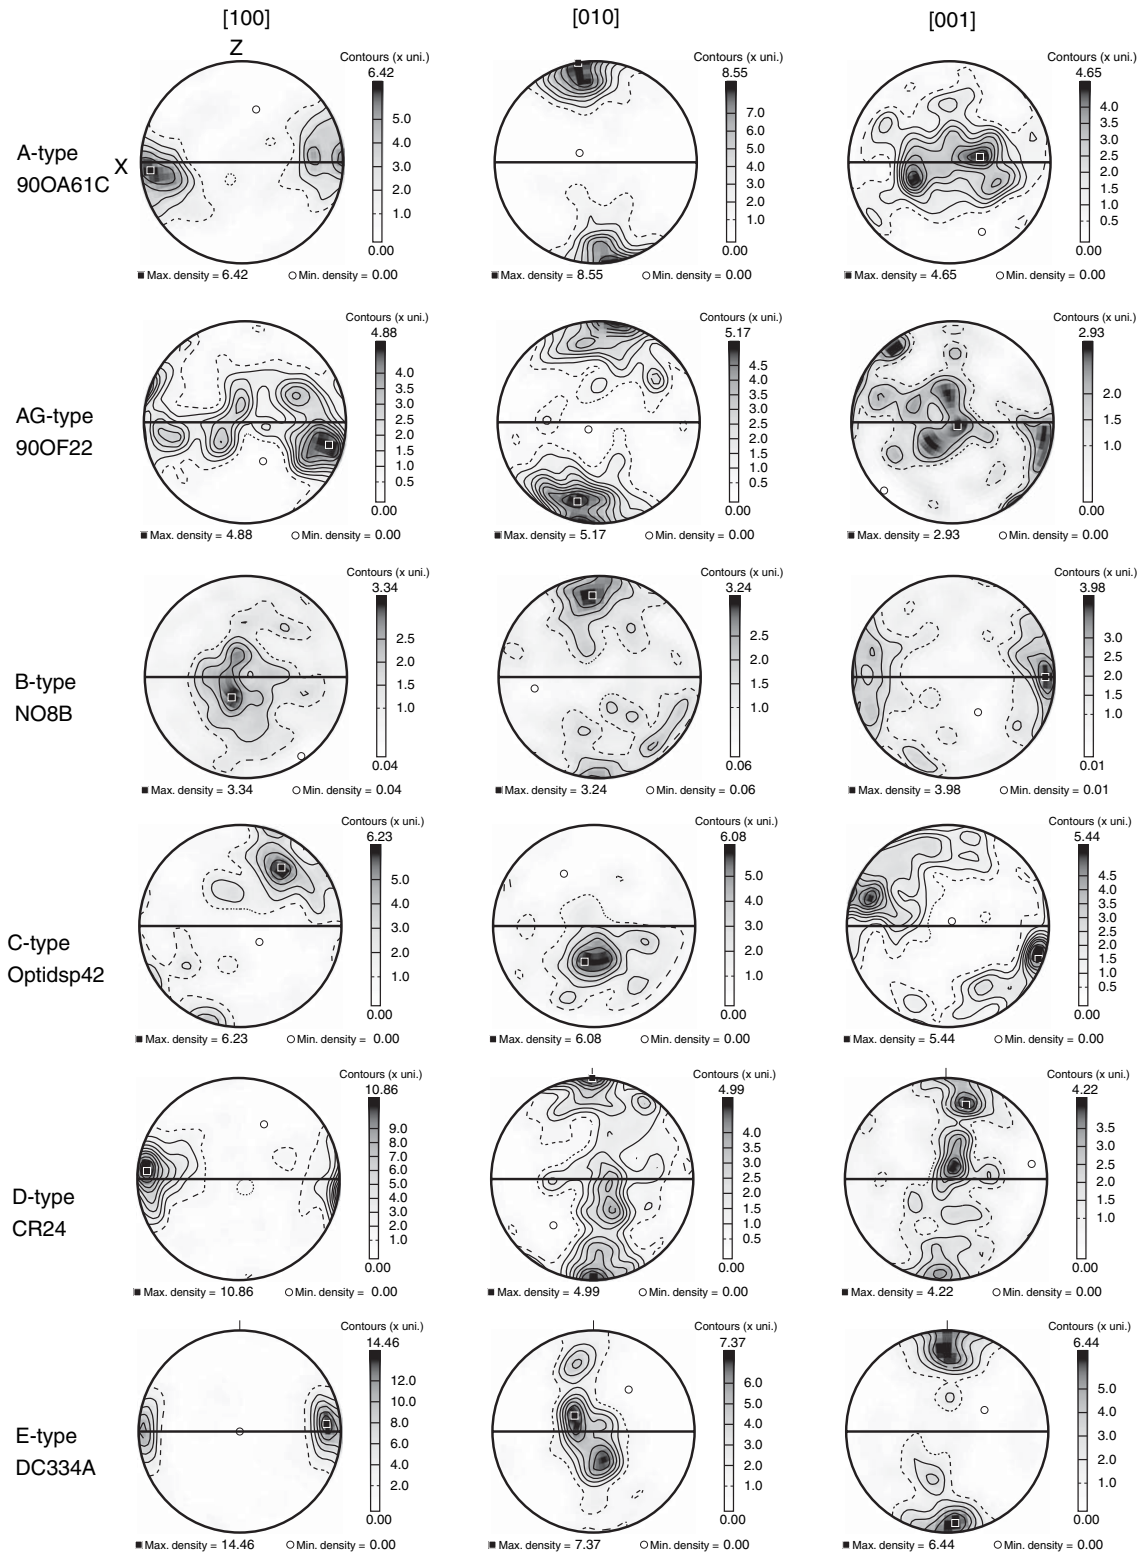 [100] [010] [001]
Z
Contours (x uni.) Contours (x uni.) Contours (x uni.)
6.42 8.55 4.65
5.0 7.0 4.0
4.0 6.0 3.5
3.0 5.0 3.0
2.0 4.0 2.5
1.0 3.0 2.0
2.0 1.5
1.0 1.0
0.5
0.00 0.00 0.00
A-type X
90OA61C
Max. density = 6.42 Min. density = 0.00 Max. density = 8.55 Min. density = 0.00 Max. density = 4.65 Min. density = 0.00
Contours (x uni.) Contours (x uni.) Contours (x uni.)
4.88 5.17 2.93
4.0 4.5 2.0
3.5 4.0 1.0
3.0 3.5
2.5 3.0
2.0 2.5
1.5 2.0
1.0 1.5
0.5 1.0
0.5
0.00 0.00 0.00
AG-type
90OF22
Max. density = 4.88 Min. density = 0.00 Max. density = 5.17 Min. density = 0.00 Max. density = 2.93 Min. density = 0.00
Contours (x uni.) Contours (x uni.) Contours (x uni.)
3.34 3.24 3.98
2.5 2.5 3.0
2.0 2.0 2.5
1.5 1.5 2.0
1.0 1.0 1.5
1.0
0.04 0.06 0.01
B-type
NO8B
Max. density = 3.34 Min. density = 0.04 Max. density = 3.24 Min. density = 0.06 Max. density = 3.98 Min. density = 0.01
Contours (x uni.) Contours (x uni.) Contours (x uni.)
6.23 6.08 5.44
5.0 5.0 4.5
4.0 4.0 4.0
3.0 3.0 3.5
2.0 2.0 3.0
1.0 1.0 2.5
2.0
1.5
1.0
0.5
0.00 0.00 0.00
C-type
Optidsp42
Max. density = 6.23 Min. density = 0.00 Max. density = 6.08 Min. density = 0.00 Max. density = 5.44 Min. density = 0.00
Contours (x uni.) Contours (x uni.) Contours (x uni.)
10.86 4.99 4.22
9.0 4.0 3.5
8.0 3.5 3.0
7.0 3.0 2.5
6.0 2.5 2.0
5.0 2.0 1.5
4.0 1.5 1.0
3.0 1.0
2.0 0.5
1.0
0.00 0.00 0.00
D-type
CR24
Max. density = 10.86 Min. density = 0.00 Max. density = 4.99 Min. density = 0.00 Max. density = 4.22 Min. density = 0.00
Contours (x uni.) Contours (x uni.) Contours (x uni.)
14.46 7.37 6.44
12.0 6.0 5.0
10.0 5.0 4.0
8.0 4.0 3.0
6.0 3.0 2.0
4.0 2.0 1.0
2.0 1.0
0.00 0.00 0.00
E-type
DC334A
Max. density = 14.46 Min. density = 0.00 Max. density = 7.37 Min. density = 0.00 Max. density = 6.44 Min. density = 0.00